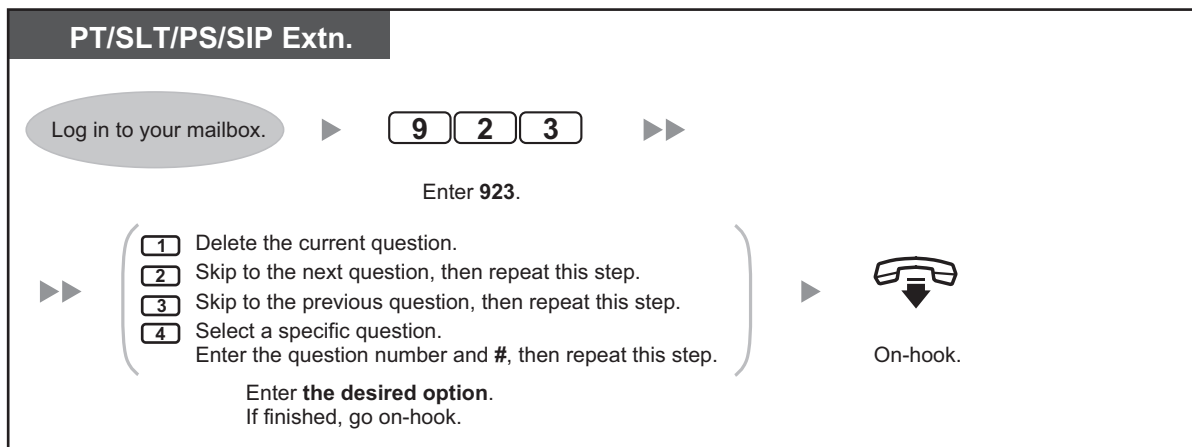 PT/SLT/PS/SIP Extn.
Log in to your mailbox.
9 2 3
Enter 923.
1 Delete the current question.
2 Skip to the next question, then repeat this step.
3 Skip to the previous question, then repeat this step.
4 Select a specific question.
Enter the question number and #, then repeat this step.
Enter the desired option.
If finished, go on-hook.
On-hook.